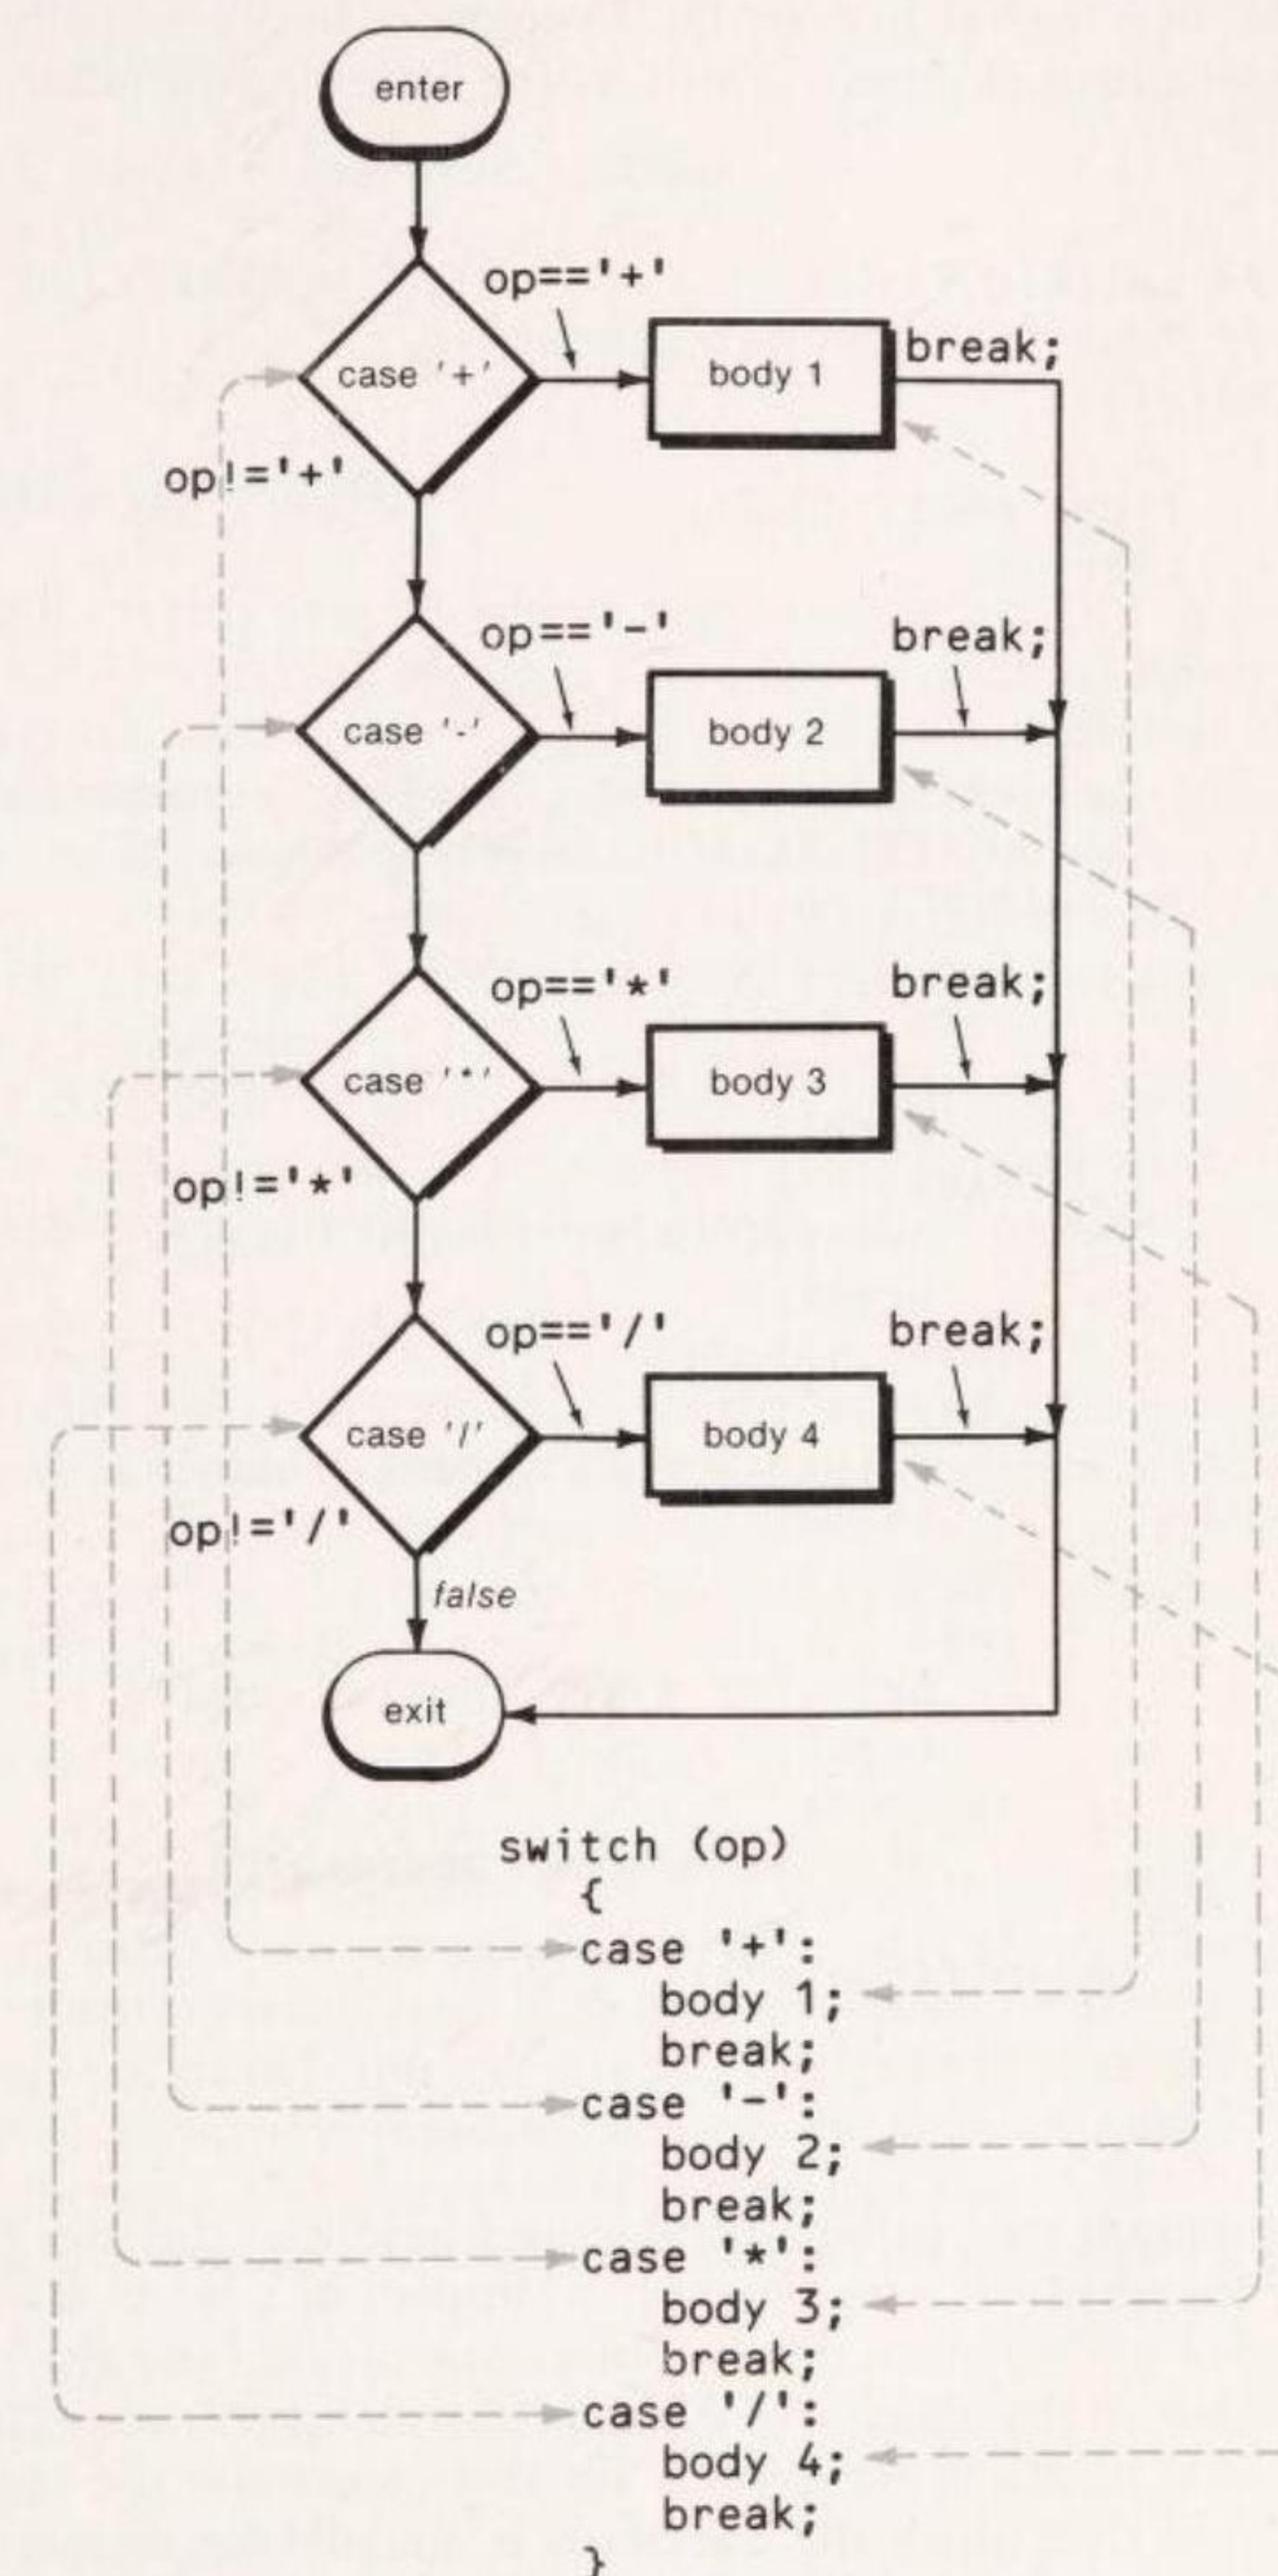 enter
op=='+'
case '+'
body 1
break;
op!='+'
op=='-'
break;
case '-'
body 2
op=='*'
break;
case '*'
body 3
op!='*'
op=='/'
break;
case '/'
body 4
op!='/'
false
exit
switch (op)
{
case '+':
body 1;
break;
case '-':
body 2;
break;
case '*':
body 3;
break;
case '/':
body 4;
break;
}